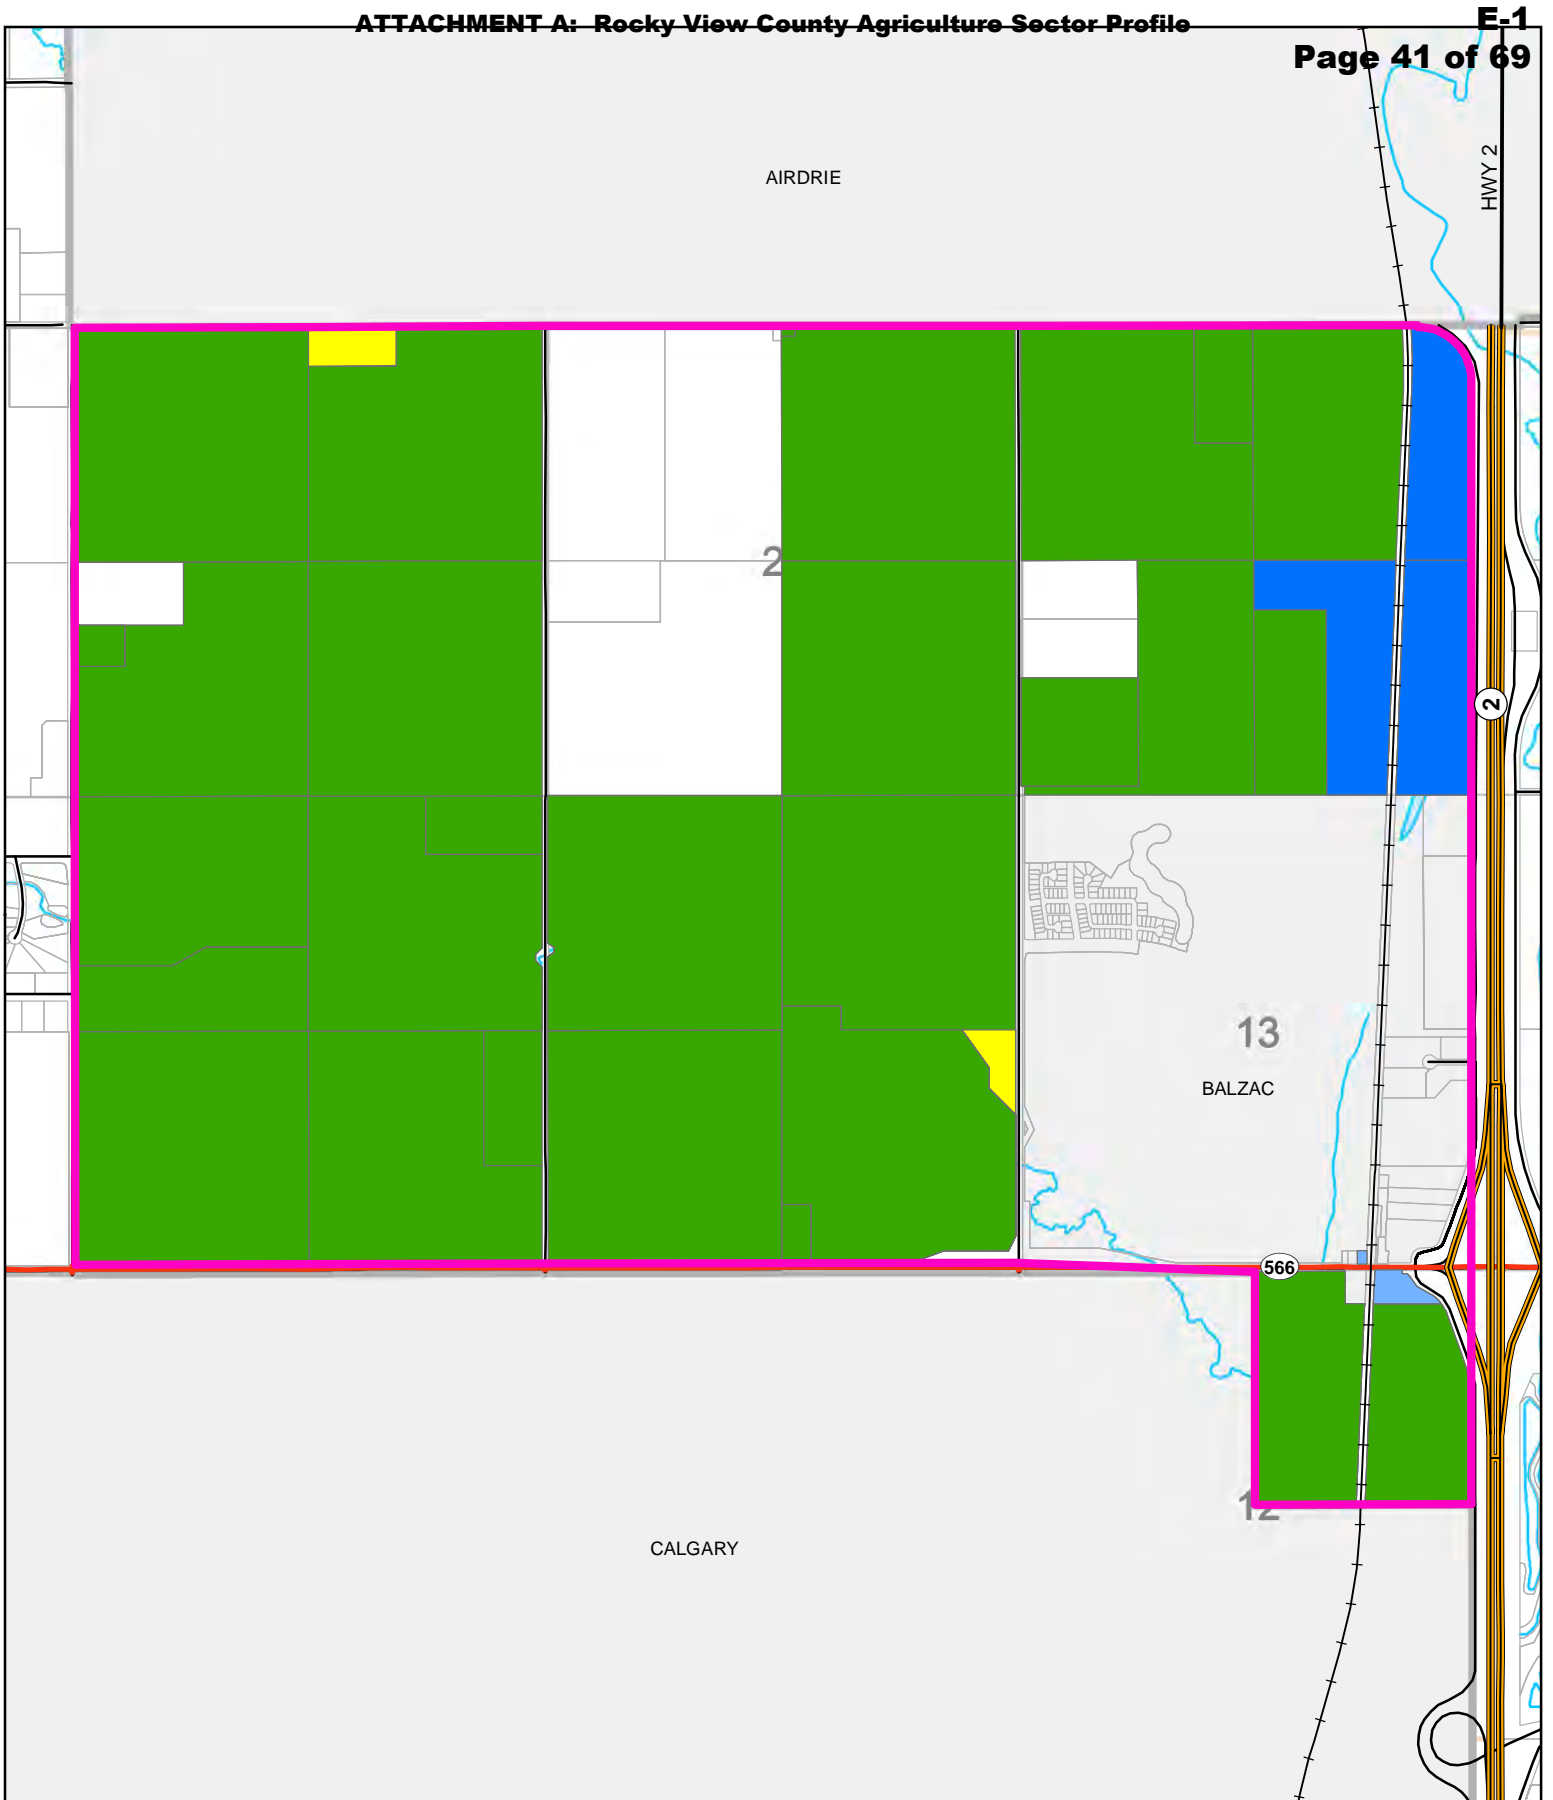 ATTACHMENT A: Rocky View County Agriculture Sector Profile
E-1
Page 41 of 69
AIRDRIE
HWY 2
2
2
13
BALZAC
566
12
CALGARY